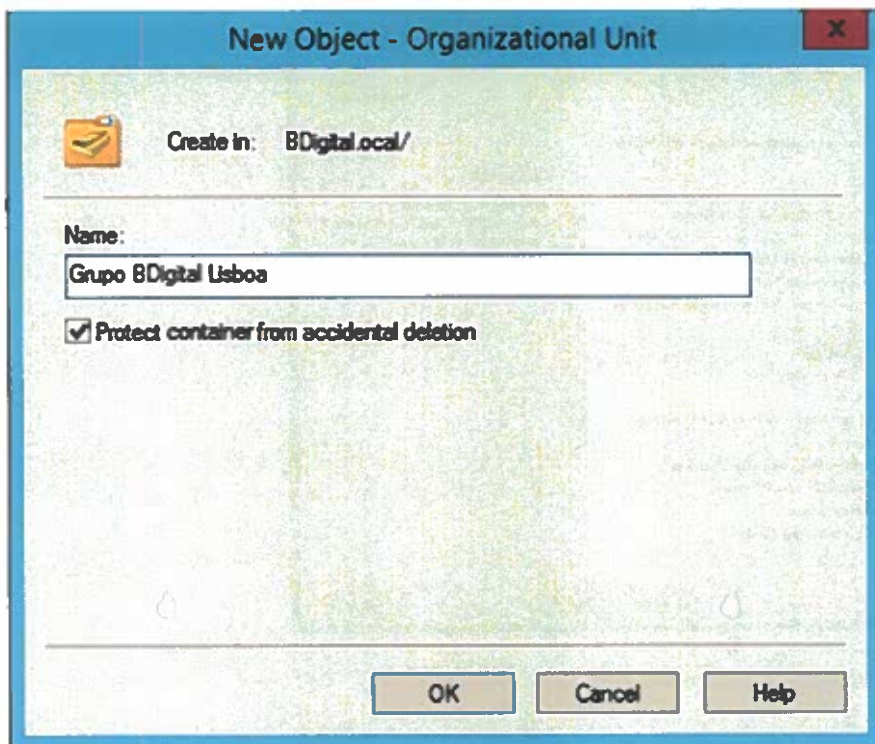 New Object - Organizational Unit
x
Create in: BDigital.ocal/
Name:
Grupo BDigital Lisboa
Protect container from accidental deletion
OK Cancel Help